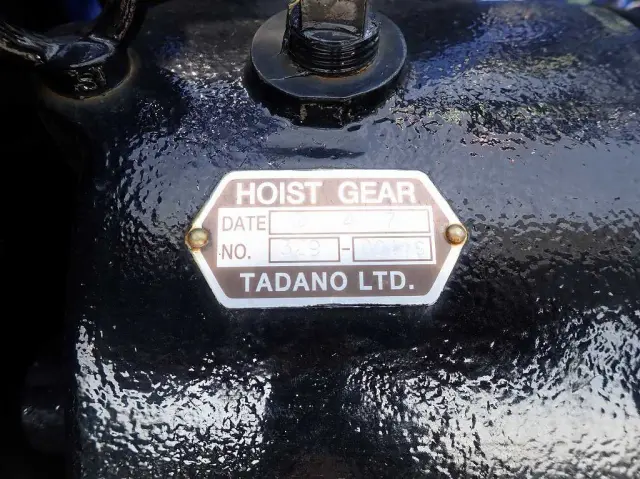 HOIST GEAR
DATE
NO.
TADANO LTD.